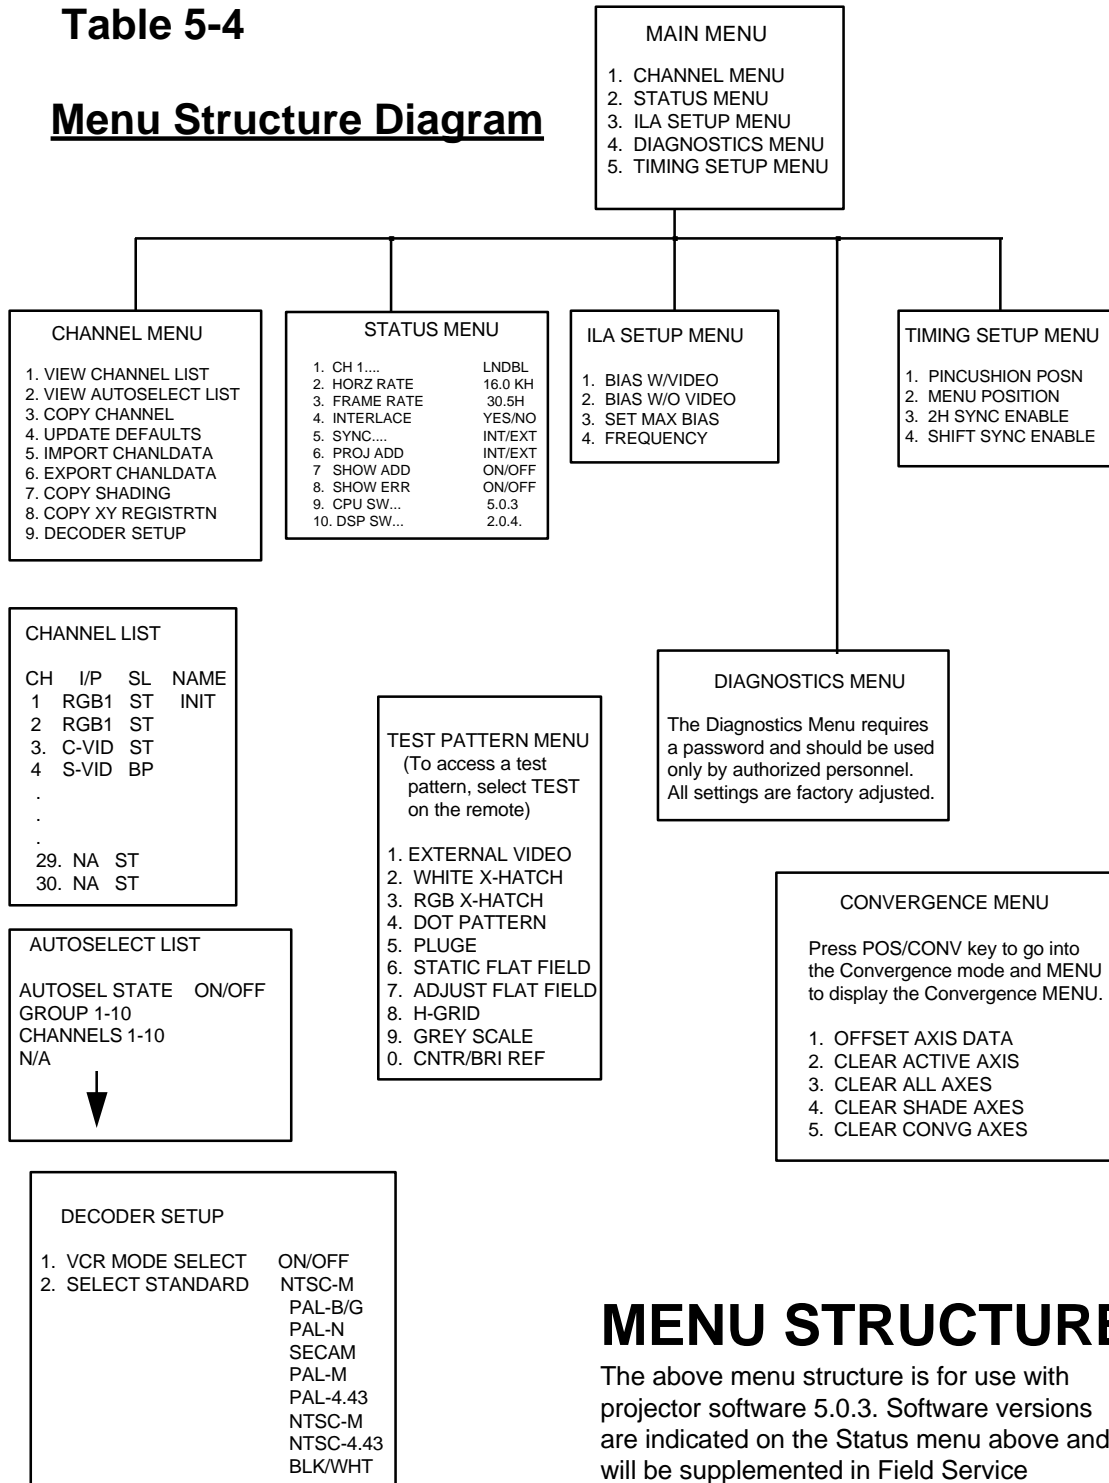 Table 5-4
Menu Structure Diagram
MAIN MENU
1. CHANNEL MENU
2. STATUS MENU
3. ILA SETUP MENU
4. DIAGNOSTICS MENU
5. TIMING SETUP MENU
CHANNEL MENU
1. VIEW CHANNEL LIST
2. VIEW AUTOSELECT LIST
3. COPY CHANNEL
4. UPDATE DEFAULTS
5. IMPORT CHANLDATA
6. EXPORT CHANLDATA
7. COPY SHADING
8. COPY XY REGISTRTN
9. DECODER SETUP
STATUS MENU
1. CH 1.... LNDBL
2. HORZ RATE 16.0 KH
3. FRAME RATE 30.5H
4. INTERLACE YES/NO
5. SYNC.... INT/EXT
6. PROJ ADD INT/EXT
7 SHOW ADD ON/OFF
8. SHOW ERR ON/OFF
9. CPU SW... 5.0.3
10. DSP SW... 2.0.4.
ILA SETUP MENU
1. BIAS W/VIDEO
2. BIAS W/O VIDEO
3. SET MAX BIAS
4. FREQUENCY
TIMING SETUP MENU
1. PINCUSHION POSN
2. MENU POSITION
3. 2H SYNC ENABLE
4. SHIFT SYNC ENABLE
CHANNEL LIST
CH I/P SL NAME
1 RGB1 ST INIT
2 RGB1 ST
3. C-VID ST
4 S-VID BP
.
.
.
29. NA ST
30. NA ST
AUTOSELECT LIST
AUTOSEL STATE ON/OFF
GROUP 1-10
CHANNELS 1-10
N/A
TEST PATTERN MENU
(To access a test
pattern, select TEST
on the remote)
1. EXTERNAL VIDEO
2. WHITE X-HATCH
3. RGB X-HATCH
4. DOT PATTERN
5. PLUGE
6. STATIC FLAT FIELD
7. ADJUST FLAT FIELD
8. H-GRID
9. GREY SCALE
0. CNTR/BRI REF
DIAGNOSTICS MENU
The Diagnostics Menu requires
a password and should be used
only by authorized personnel.
All settings are factory adjusted.
CONVERGENCE MENU
Press POS/CONV key to go into
the Convergence mode and MENU
to display the Convergence MENU.
1. OFFSET AXIS DATA
2. CLEAR ACTIVE AXIS
3. CLEAR ALL AXES
4. CLEAR SHADE AXES
5. CLEAR CONVG AXES
DECODER SETUP
1. VCR MODE SELECT ON/OFF
2. SELECT STANDARD NTSC-M
PAL-B/G
PAL-N
SECAM
PAL-M
PAL-4.43
NTSC-M
NTSC-4.43
BLK/WHT
MENU STRUCTURE
The above menu structure is for use with
projector software 5.0.3. Software versions
are indicated on the Status menu above and
will be supplemented in Field Service